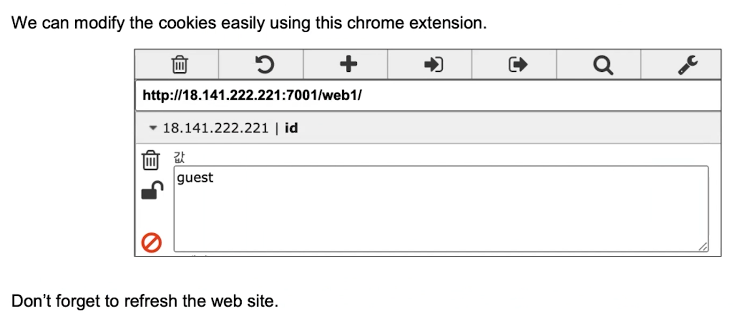 We can modify the cookies easily using this chrome extension.
http://18.141.222.221:7001/web1/
18.141.222.221 | id
값
guest
Don't forget to refresh the web site.